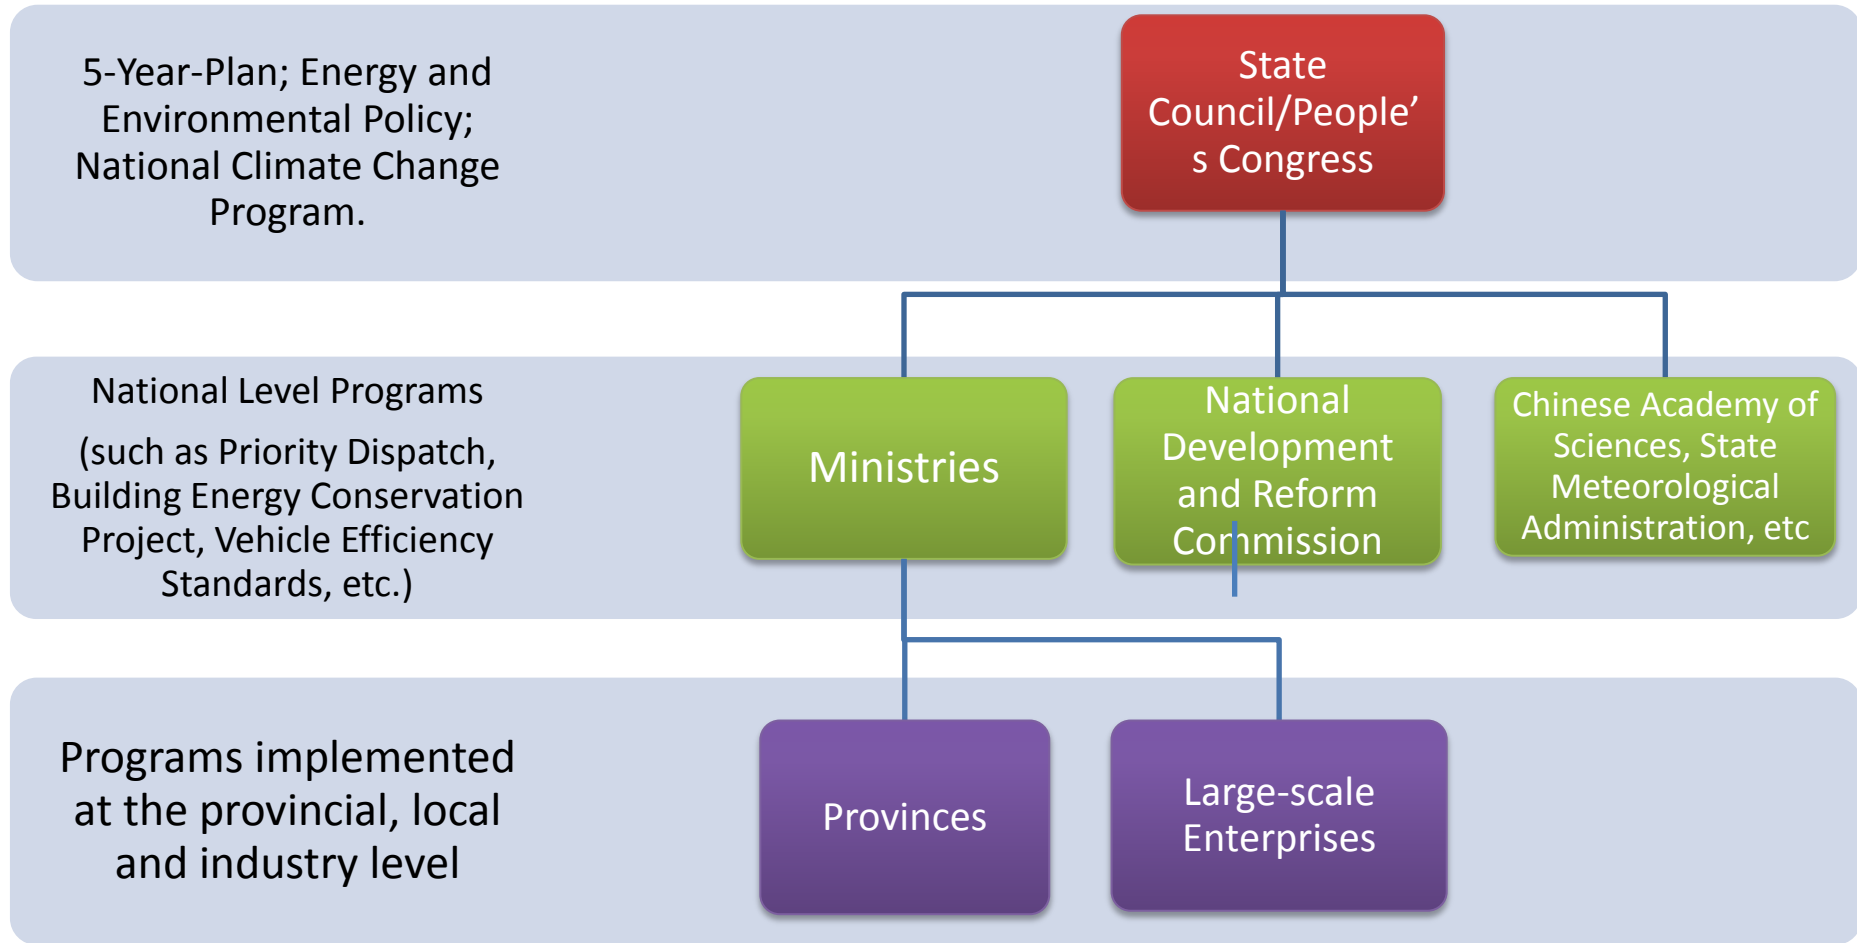 5-Year-Plan; Energy and
Environmental Policy;
National Climate Change
Program.
State
Council/People’
s Congress
National Level Programs
(such as Priority Dispatch,
Building Energy Conservation
Project, Vehicle Efficiency
Standards, etc.)
Ministries
National
Development
and Reform
Commission
Chinese Academy of
Sciences, State
Meteorological
Administration, etc
Programs implemented
at the provincial, local
and industry level
Provinces
Large-scale
Enterprises